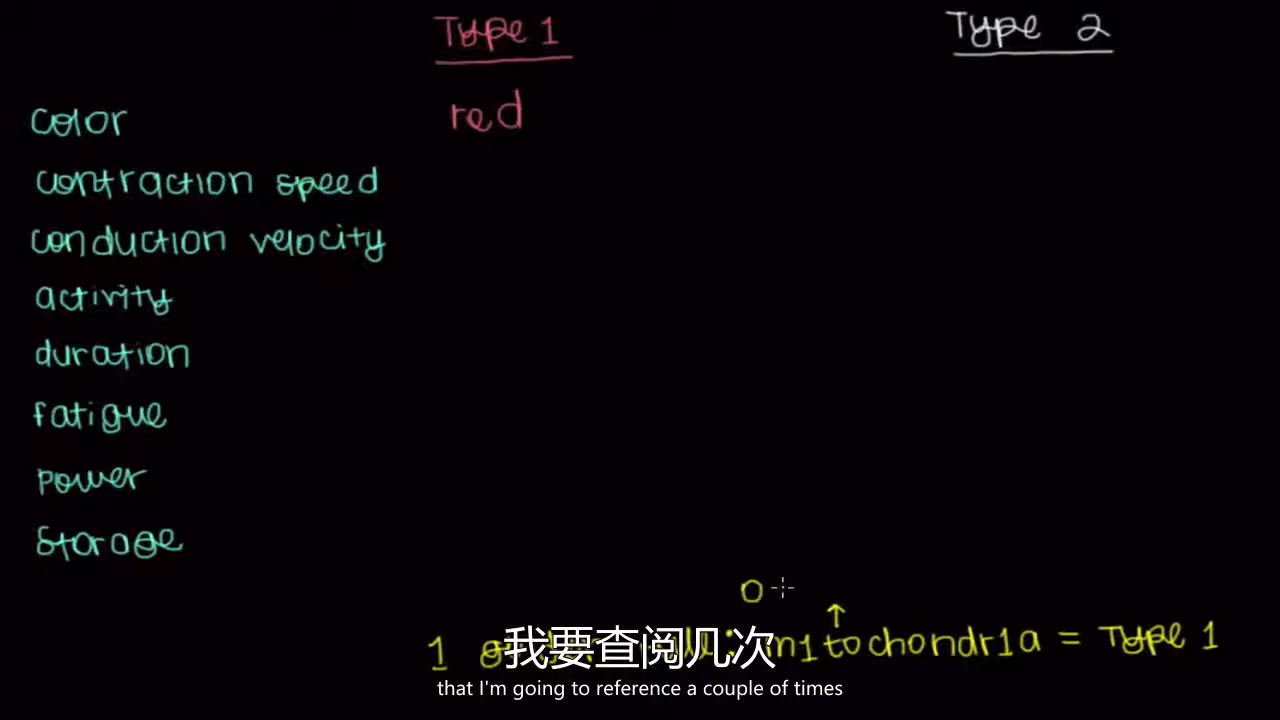 Type 1
Type 2
color
red
contraction speed
conduction velocity
activity
duration
fatigue
power
storage
o
↑
1 : m1tochondr1a = Type 1
我要查阅几次
that I'm going to reference a couple of times